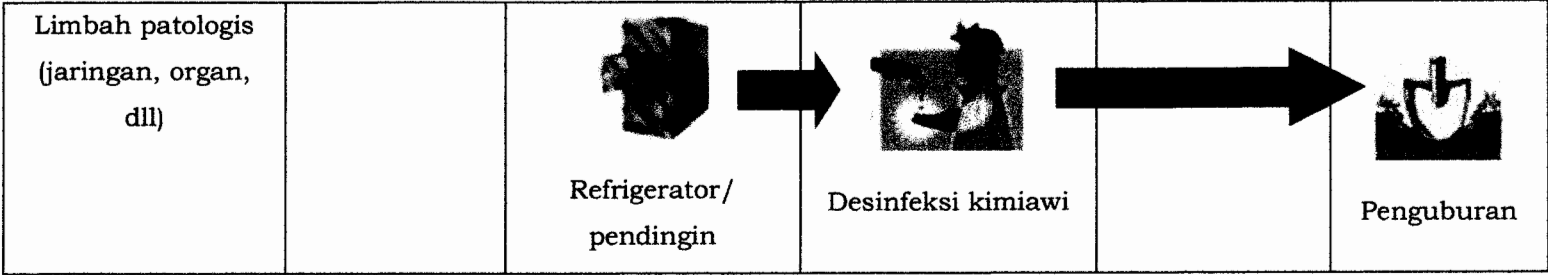 Limbah patologis
(jaringan, organ,
dll)
Refrigerator/
pendingin
Desinfeksi kimiawi
Penguburan